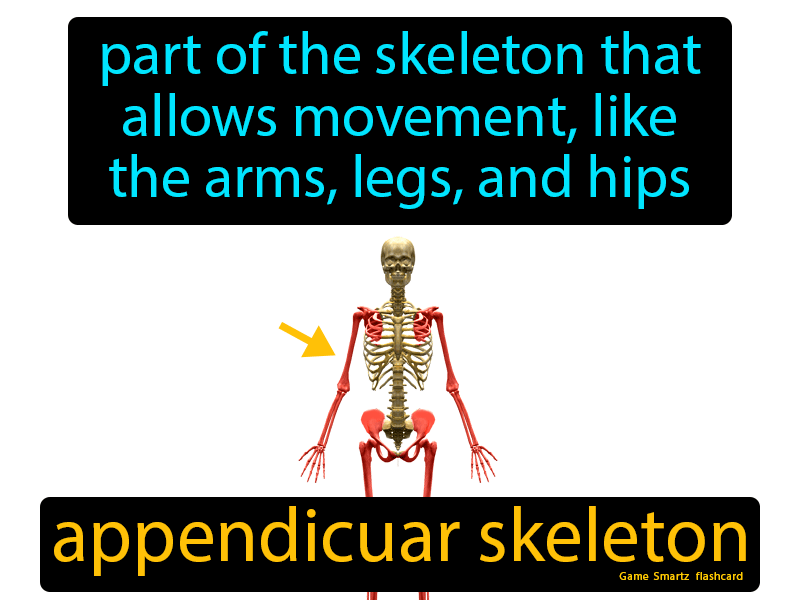 part of the skeleton that
allows movement, like
the arms, legs, and hips
appendicuar skeleton
Game Smartz flashcard